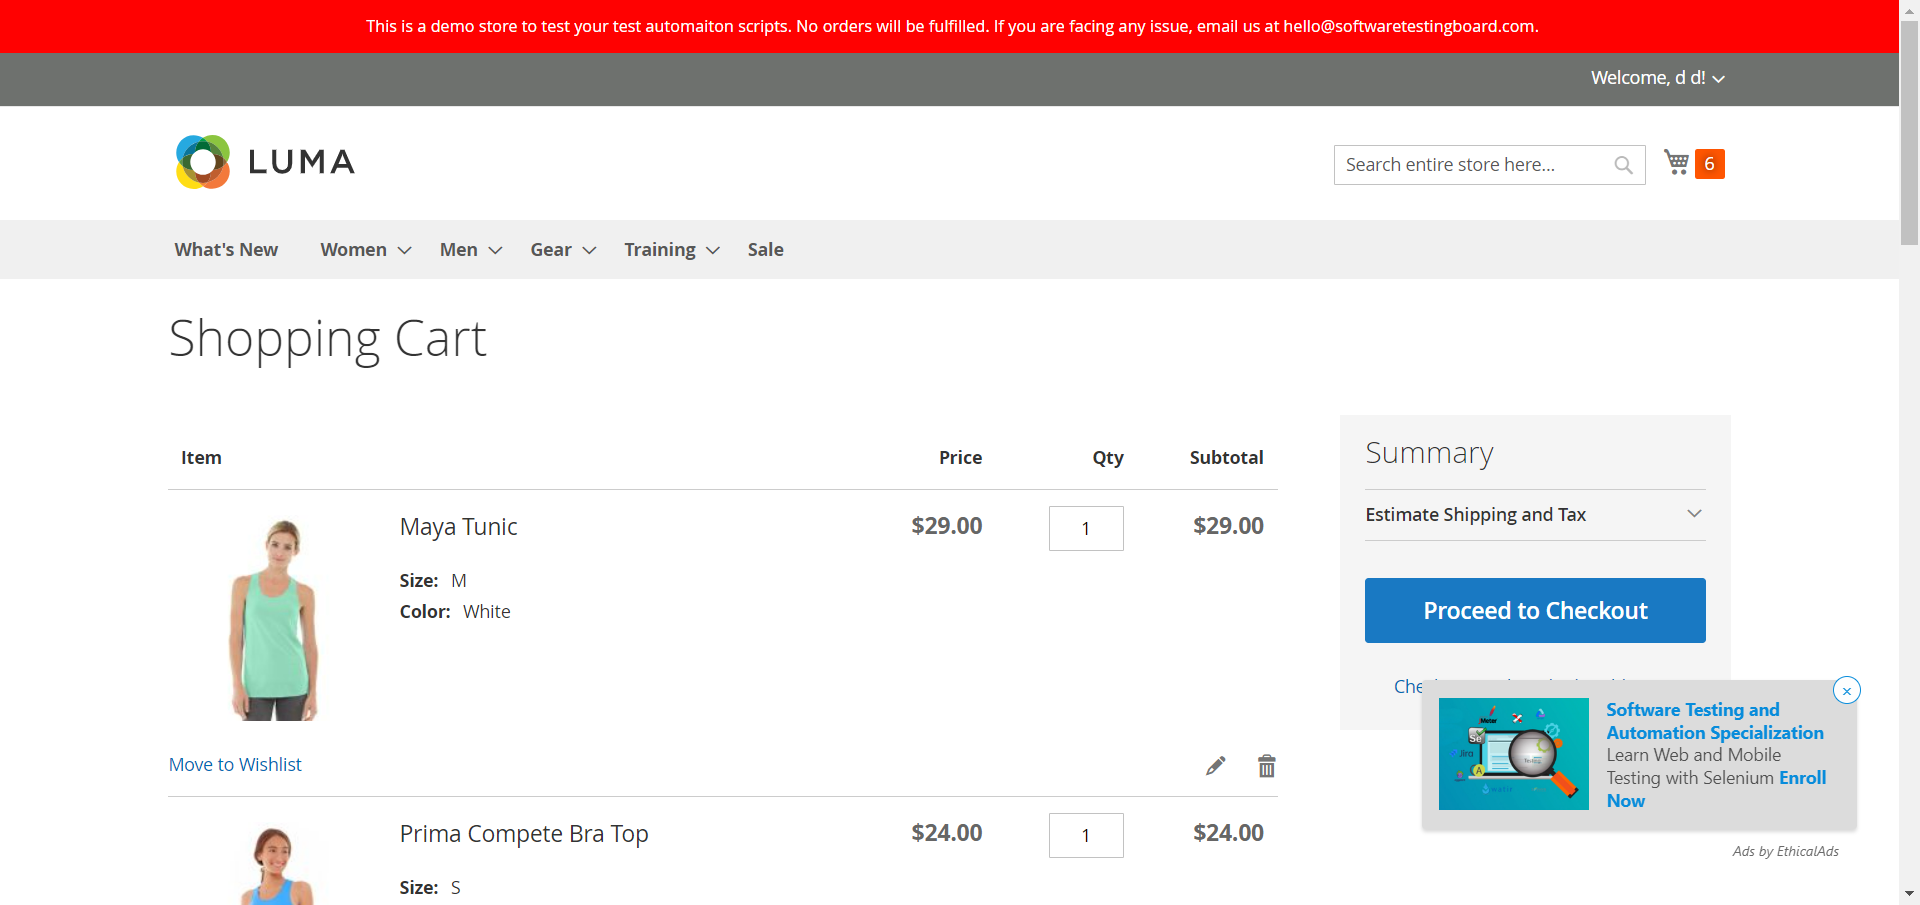 This is a demo store to test your test automaiton scripts. No orders will be fulfilled. If you are facing any issue, email us at hello@softwaretestingboard.com.
Welcome, d d!
LUMA
Search entire store here...
6
What's New Women Men Gear Training Sale
Shopping Cart
Item Price Qty Subtotal
Maya Tunic $29.00 1 $29.00
Size: M
Color: White
Move to Wishlist
Prima Compete Bra Top $24.00 1 $24.00
Size: S
Summary
Estimate Shipping and Tax
Proceed to Checkout
Software Testing and
Automation Specialization
Learn Web and Mobile
Testing with Selenium Enroll
Now
Meter
Se
Jira
A
Ads by EthicalAds